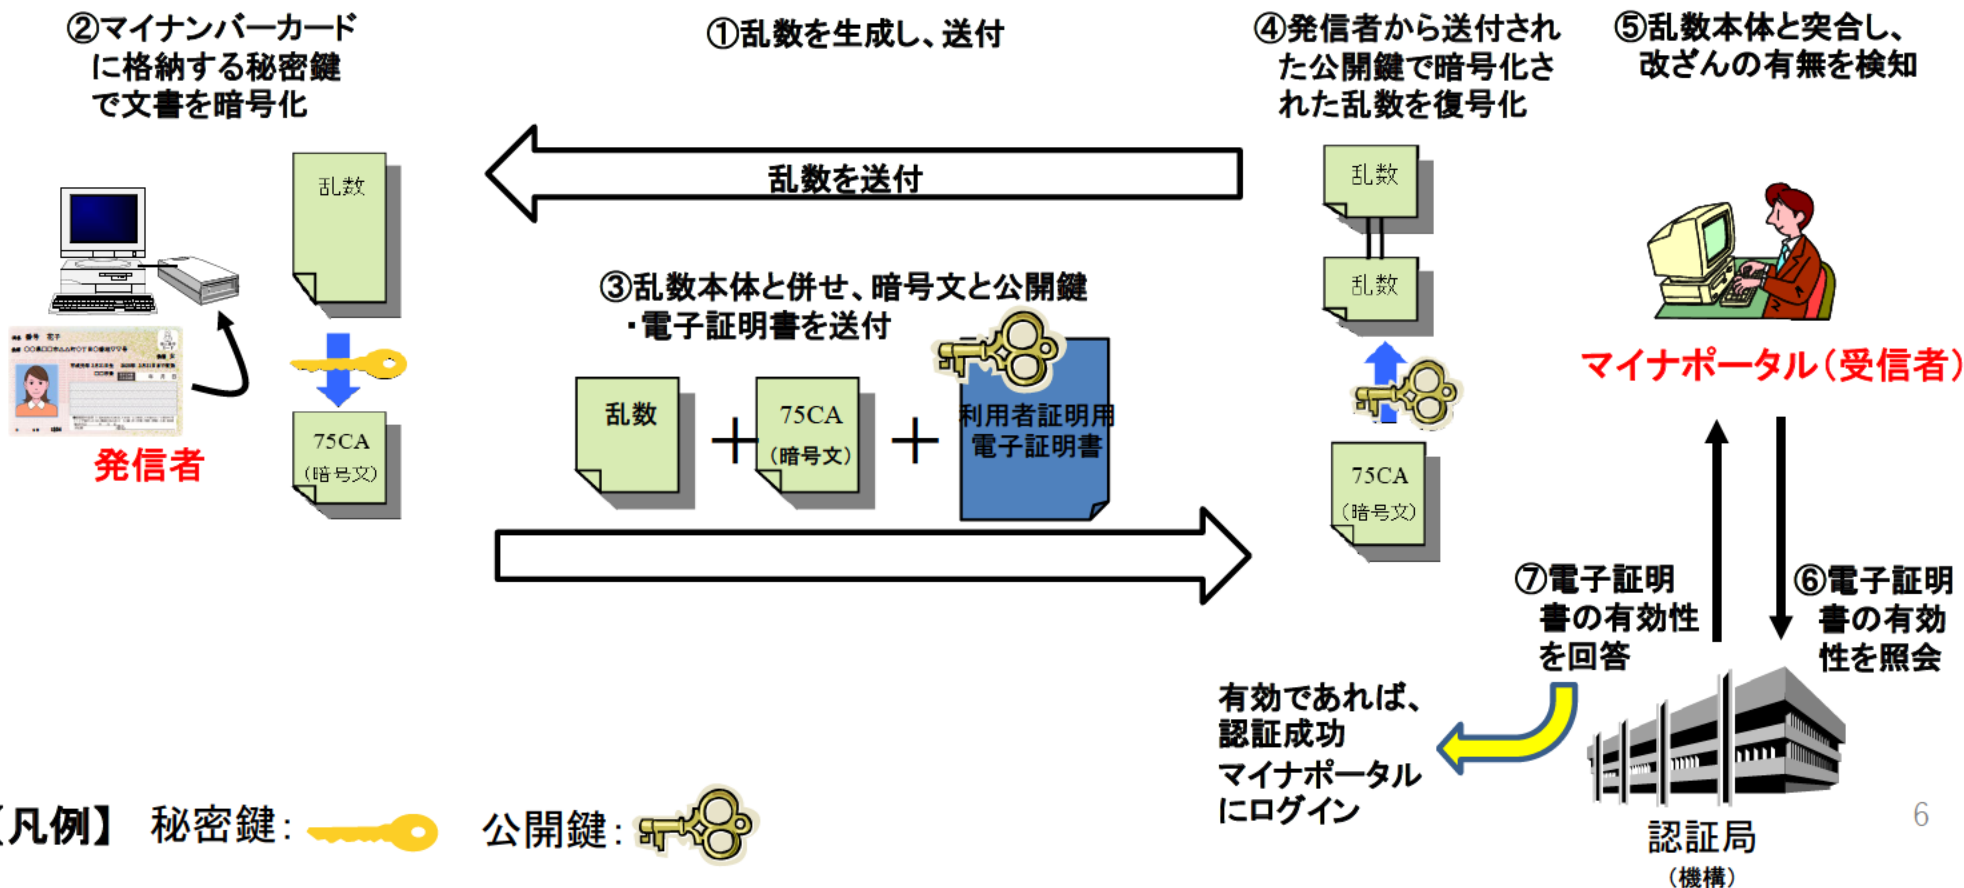 ②マイナンバーカード
に格納する秘密鍵
で文書を暗号化
①乱数を生成し、送付
④発信者から送付され
た公開鍵で暗号化さ
れた乱数を復号化
⑤乱数本体と突合し、
改ざんの有無を検知
乱数
乱数を送付
乱数
乱数
③乱数本体と併せ、暗号文と公開鍵
・電子証明書を送付
番号 花子
発信者
75CA
(暗号文)
乱数
+
75CA
(暗号文)
+
利用者証明用
電子証明書
75CA
(暗号文)
マイナポータル(受信者)
⑦電子証明
書の有効性
を回答
⑥電子証明
書の有効
性を照会
有効であれば、
認証成功
マイナポータル
にログイン
認証局
(機構)
【凡例】 秘密鍵: 公開鍵:
6